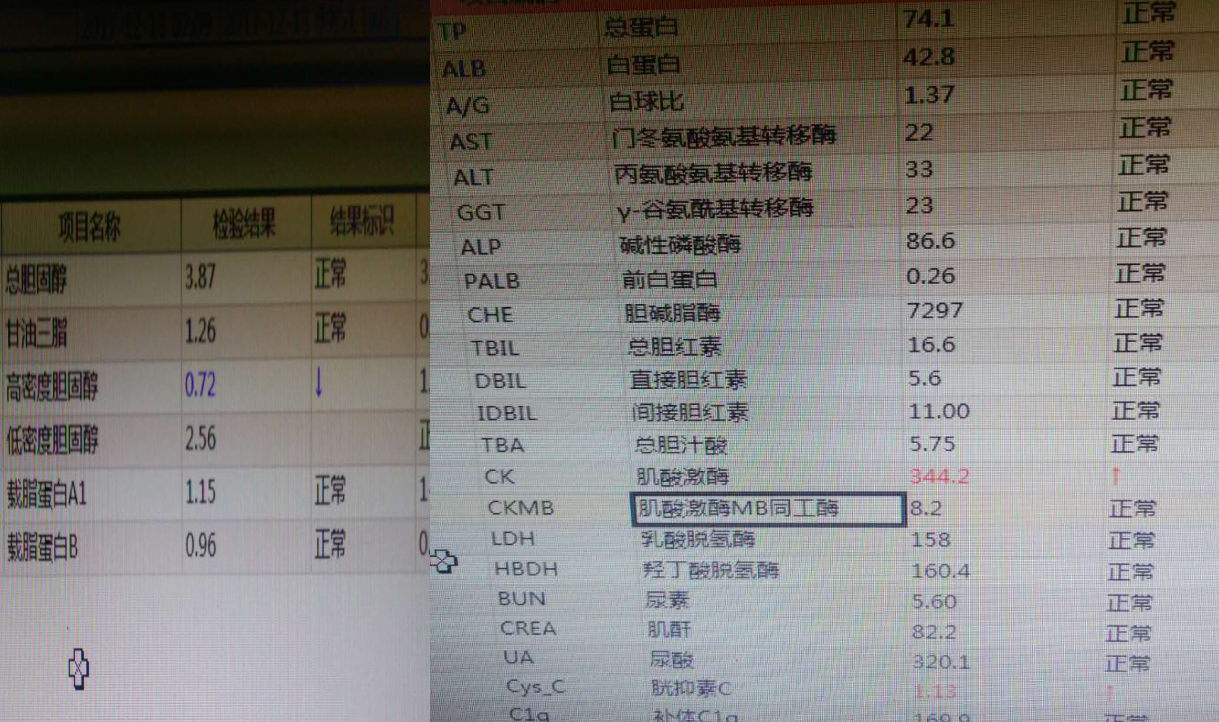 项目名称 检验结果 结果标识
总胆固醇 3.87 正常 3
甘油三脂 1.26 正常 0
高密度胆固醇 0.72 ↓ 1
低密度胆固醇 2.56 正
载脂蛋白A1 1.15 正常 1
载脂蛋白B 0.96 正常 0.
TP 总蛋白 74.1 正常
ALB 白蛋白 42.8 正常
A/G 白球比 1.37 正常
AST 门冬氨酸氨基转移酶 22 正常
ALT 丙氨酸氨基转移酶 33 正常
GGT γ-谷氨酰基转移酶 23 正常
ALP 碱性磷酸酶 86.6 正常
PALB 前白蛋白 0.26 正常
CHE 胆碱脂酶 7297 正常
TBIL 总胆红素 16.6 正常
DBIL 直接胆红素 5.6 正常
IDBIL 间接胆红素 11.00 正常
TBA 总胆汁酸 5.75 正常
CK 肌酸激酶 344.2 ↑
CKMB 肌酸激酶MB同工酶 8.2 正常
LDH 乳酸脱氢酶 158 正常
HBDH 羟丁酸脱氢酶 160.4 正常
BUN 尿素 5.60 正常
CREA 肌酐 82.2 正常
UA 尿酸 320.1 正常
Cys_C 胱抑素C 1.13 ↑
C1q 补体C1q 169.9 正常